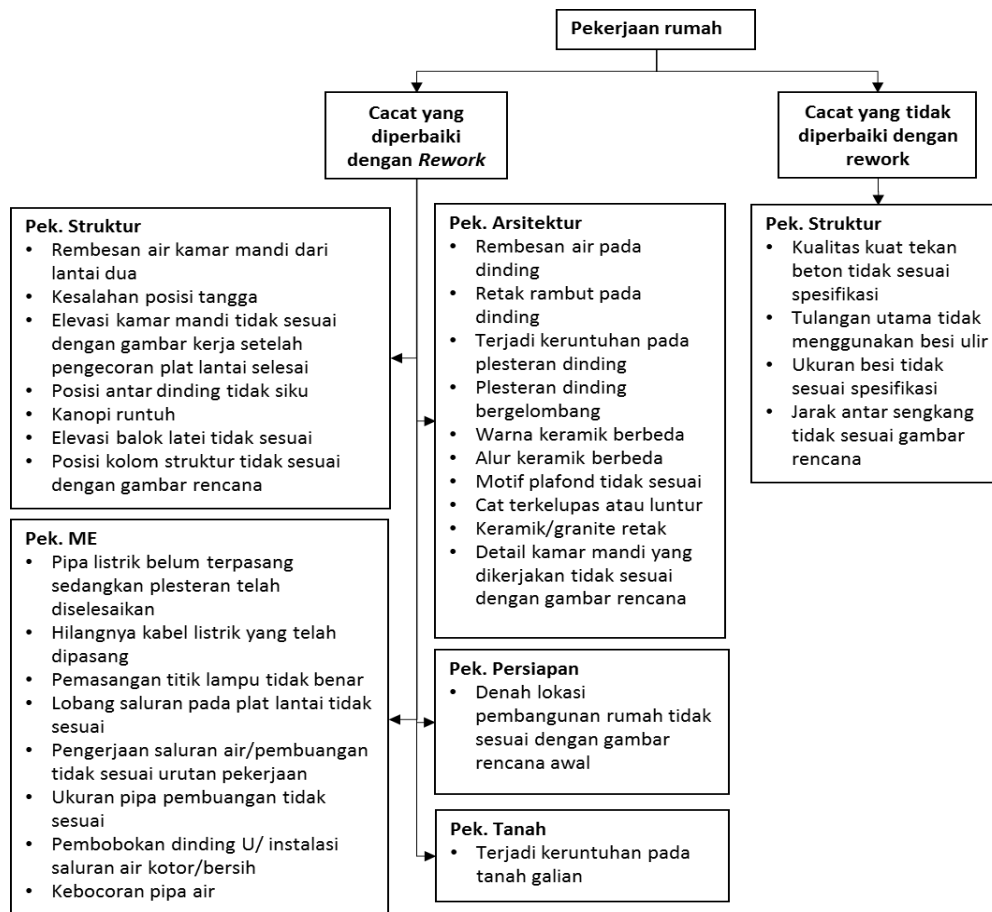 Pekerjaan rumah
Cacat yang
diperbaiki
dengan Rework
Cacat yang tidak
diperbaiki dengan
rework
Pek. Struktur
• Rembesan air kamar mandi dari
lantai dua
• Kesalahan posisi tangga
• Elevasi kamar mandi tidak sesuai
dengan gambar kerja setelah
pengecoran plat lantai selesai
• Posisi antar dinding tidak siku
• Kanopi runtuh
• Elevasi balok latei tidak sesuai
• Posisi kolom struktur tidak sesuai
dengan gambar rencana
Pek. Arsitektur
• Rembesan air pada
dinding
• Retak rambut pada
dinding
• Terjadi keruntuhan pada
plesteran dinding
• Plesteran dinding
bergelombang
• Warna keramik berbeda
• Alur keramik berbeda
• Motif plafond tidak sesuai
• Cat terkelupas atau luntur
• Keramik/granite retak
• Detail kamar mandi yang
dikerjakan tidak sesuai
dengan gambar rencana
Pek. Struktur
• Kualitas kuat tekan
beton tidak sesuai
spesifikasi
• Tulangan utama tidak
menggunakan besi ulir
• Ukuran besi tidak
sesuai spesifikasi
• Jarak antar sengkang
tidak sesuai gambar
rencana
Pek. ME
• Pipa listrik belum terpasang
sedangkan plesteran telah
diselesaikan
• Hilangnya kabel listrik yang telah
dipasang
• Pemasangan titik lampu tidak benar
• Lobang saluran pada plat lantai tidak
sesuai
• Pengerjaan saluran air/pembuangan
tidak sesuai urutan pekerjaan
• Ukuran pipa pembuangan tidak
sesuai
• Pembobokan dinding U/ instalasi
saluran air kotor/bersih
• Kebocoran pipa air
Pek. Persiapan
• Denah lokasi
pembangunan rumah tidak
sesuai dengan gambar
rencana awal
Pek. Tanah
• Terjadi keruntuhan pada
tanah galian